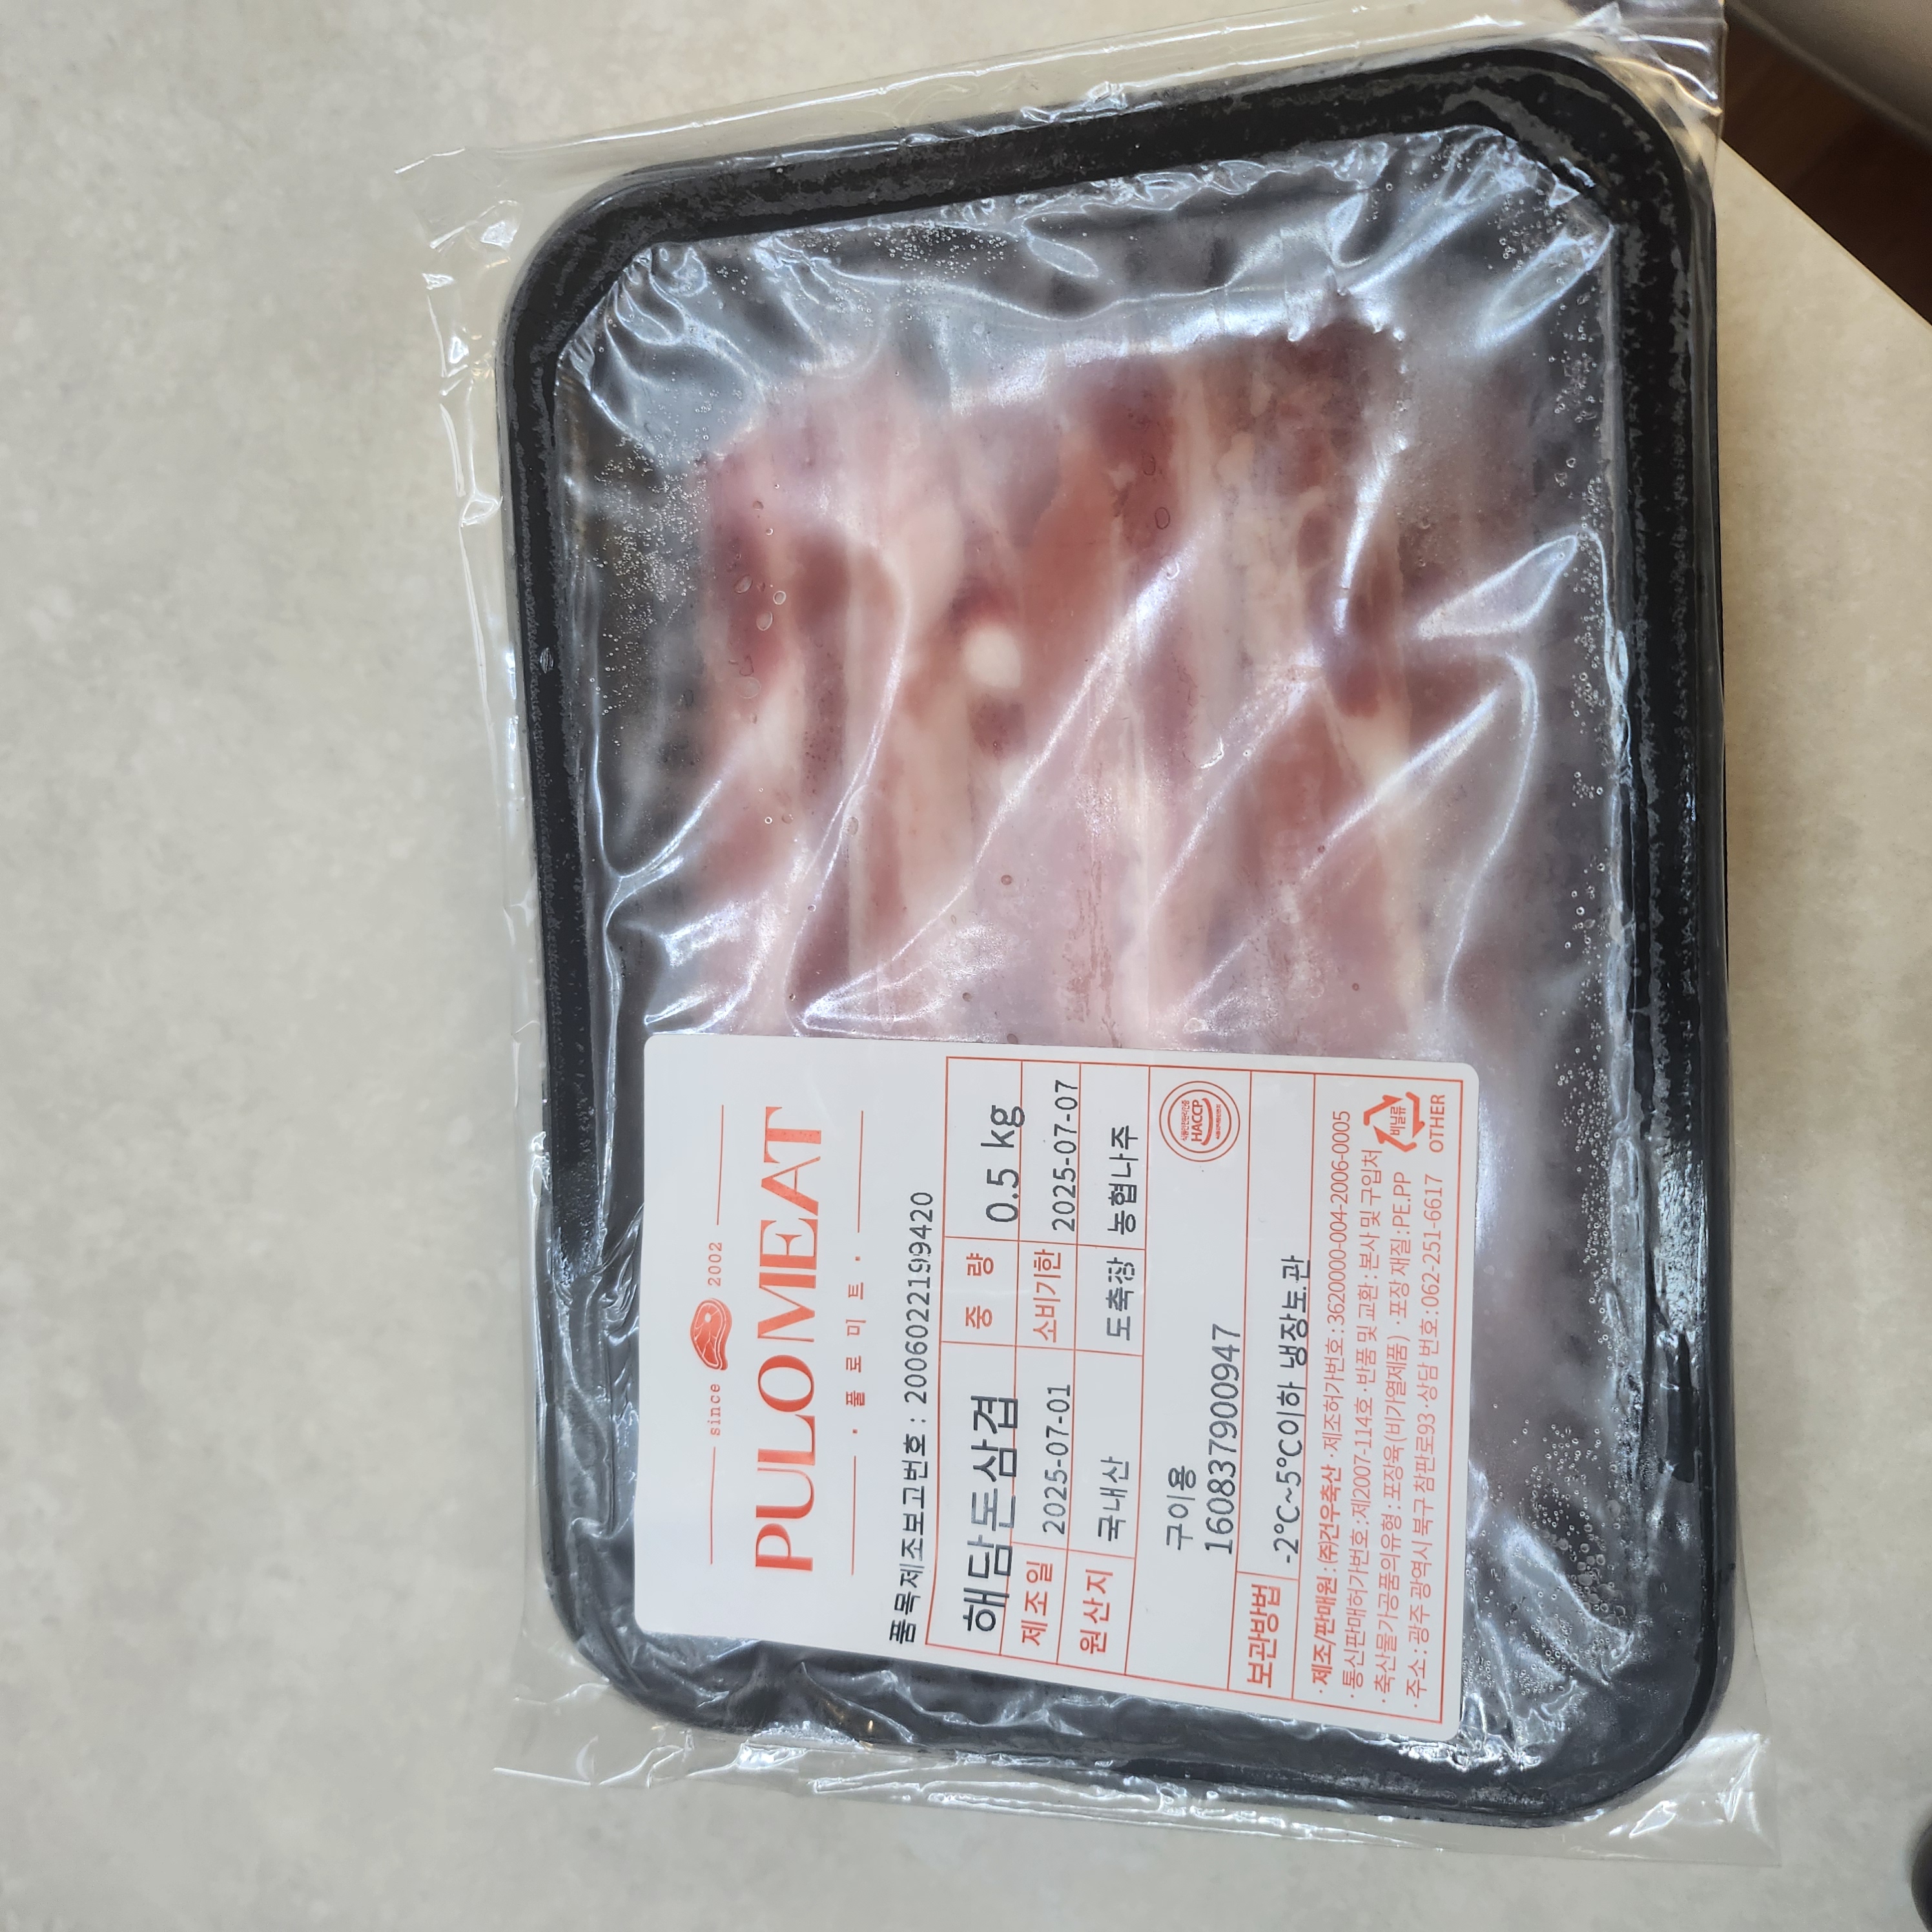 since 2002
PULO MEAT
· 풀로미트 ·
품목제조보고번호 : 2006022199420
해담돈삼겹 중 량 0.5 kg
제조일 2025-07-01 소비기한 2025-07-07
원산지 국내산 도축장 농협나주
구이용
160837900947
HACCP
보관방법 -2℃~5℃이하 냉장보관
· 제조/판매원 : (주)건우축산 · 제조허가번호 : 3620000-004-2006-0005
· 통신판매허가번호 : 제2007-114호 · 반품 및 교환 : 본사 및 구입처
· 축산물가공품의유형 : 포장육(비가열제품) · 포장 재질 : PE.PP
· 주소 : 광주 광역시 북구 참판로93 · 상담 번호 : 062-251-6617
비닐류
OTHER